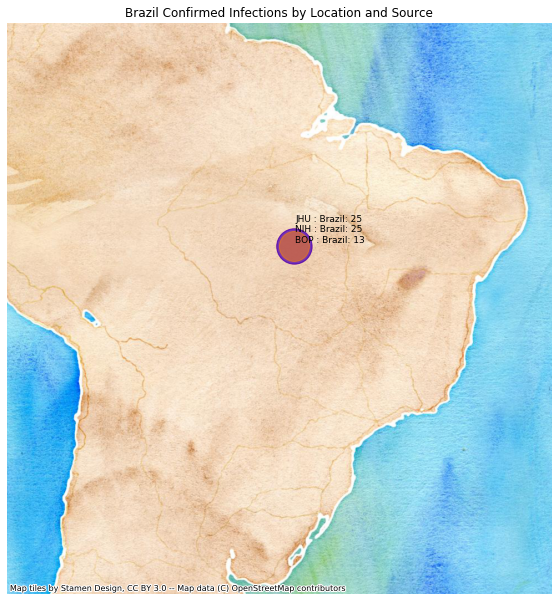 Brazil Confirmed Infections by Location and Source
JHU : Brazil: 25
NIH : Brazil: 25
BOP : Brazil: 13
Map tiles by Stamen Design, CC BY 3.0 -- Map data (C) OpenStreetMap contributors